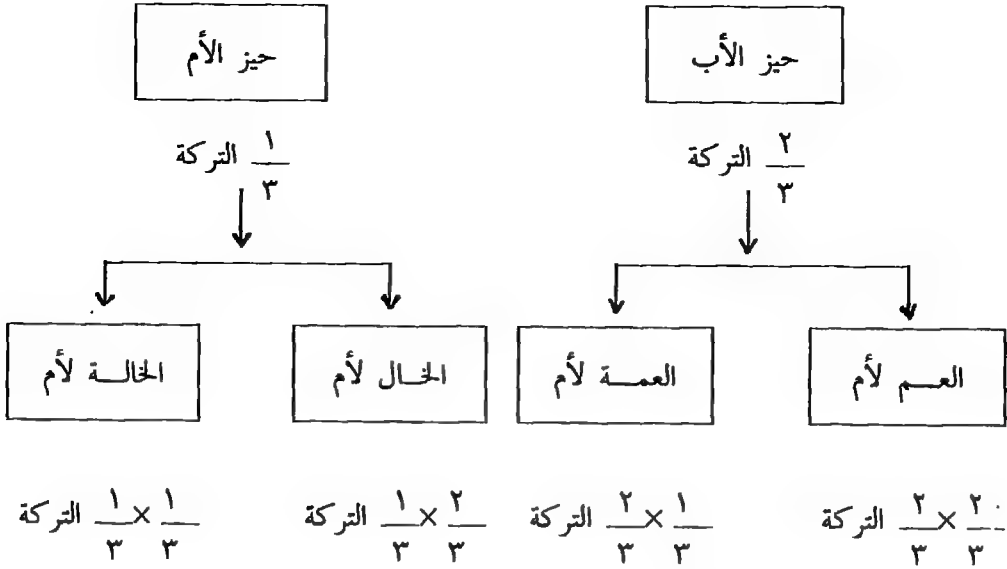 حيز الأب
حيز الأم
٢/٣ التركة
١/٣ التركة
العم لأم
العمة لأم
الخال لأم
الخالة لأم
٢/٣ × ٢/٣ التركة
١/٣ × ٢/٣ التركة
٢/٣ × ١/٣ التركة
١/٣ × ١/٣ التركة